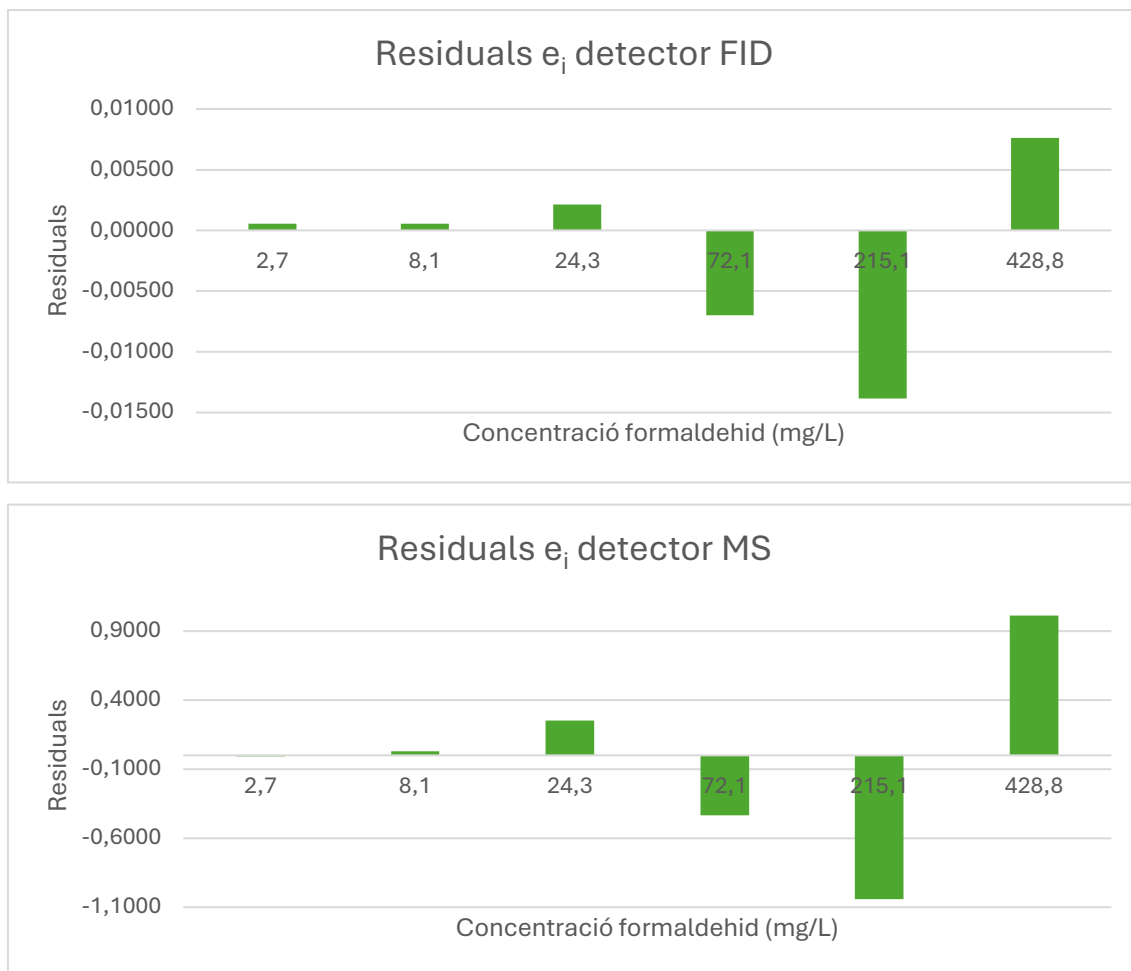 Residuals ei detector FID
0,01000
0,00500
0,00000
-0,00500
-0,01000
-0,01500
Residuals
2,7 8,1 24,3 72,1 215,1 428,8
Concentració formaldehid (mg/L)
Residuals ei detector MS
0,9000
0,4000
-0,1000
-0,6000
-1,1000
Residuals
2,7 8,1 24,3 72,1 215,1 428,8
Concentració formaldehid (mg/L)